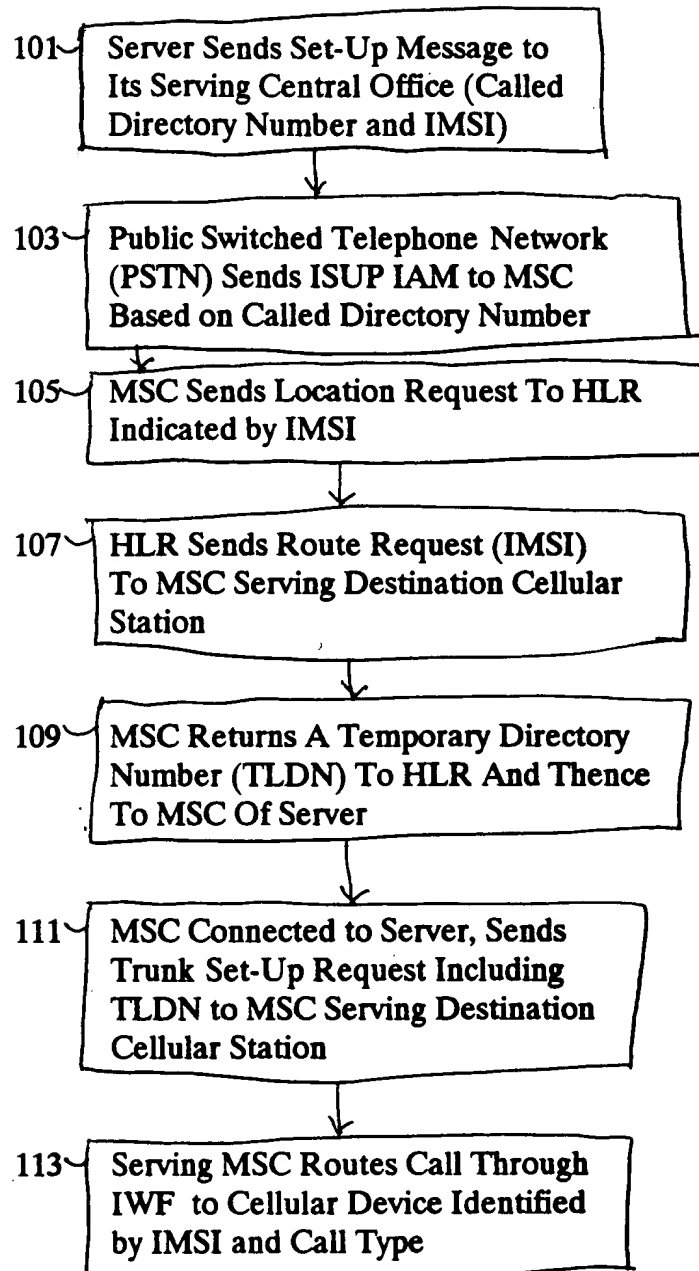 101 Server Sends Set-Up Message to
Its Serving Central Office (Called
Directory Number and IMSI)
103 Public Switched Telephone Network
(PSTN) Sends ISUP IAM to MSC
Based on Called Directory Number
105 MSC Sends Location Request To HLR
Indicated by IMSI
107 HLR Sends Route Request (IMSI)
To MSC Serving Destination Cellular
Station
109 MSC Returns A Temporary Directory
Number (TLDN) To HLR And Thence
To MSC Of Server
111 MSC Connected to Server, Sends
Trunk Set-Up Request Including
TLDN to MSC Serving Destination
Cellular Station
113 Serving MSC Routes Call Through
IWF to Cellular Device Identified
by IMSI and Call Type